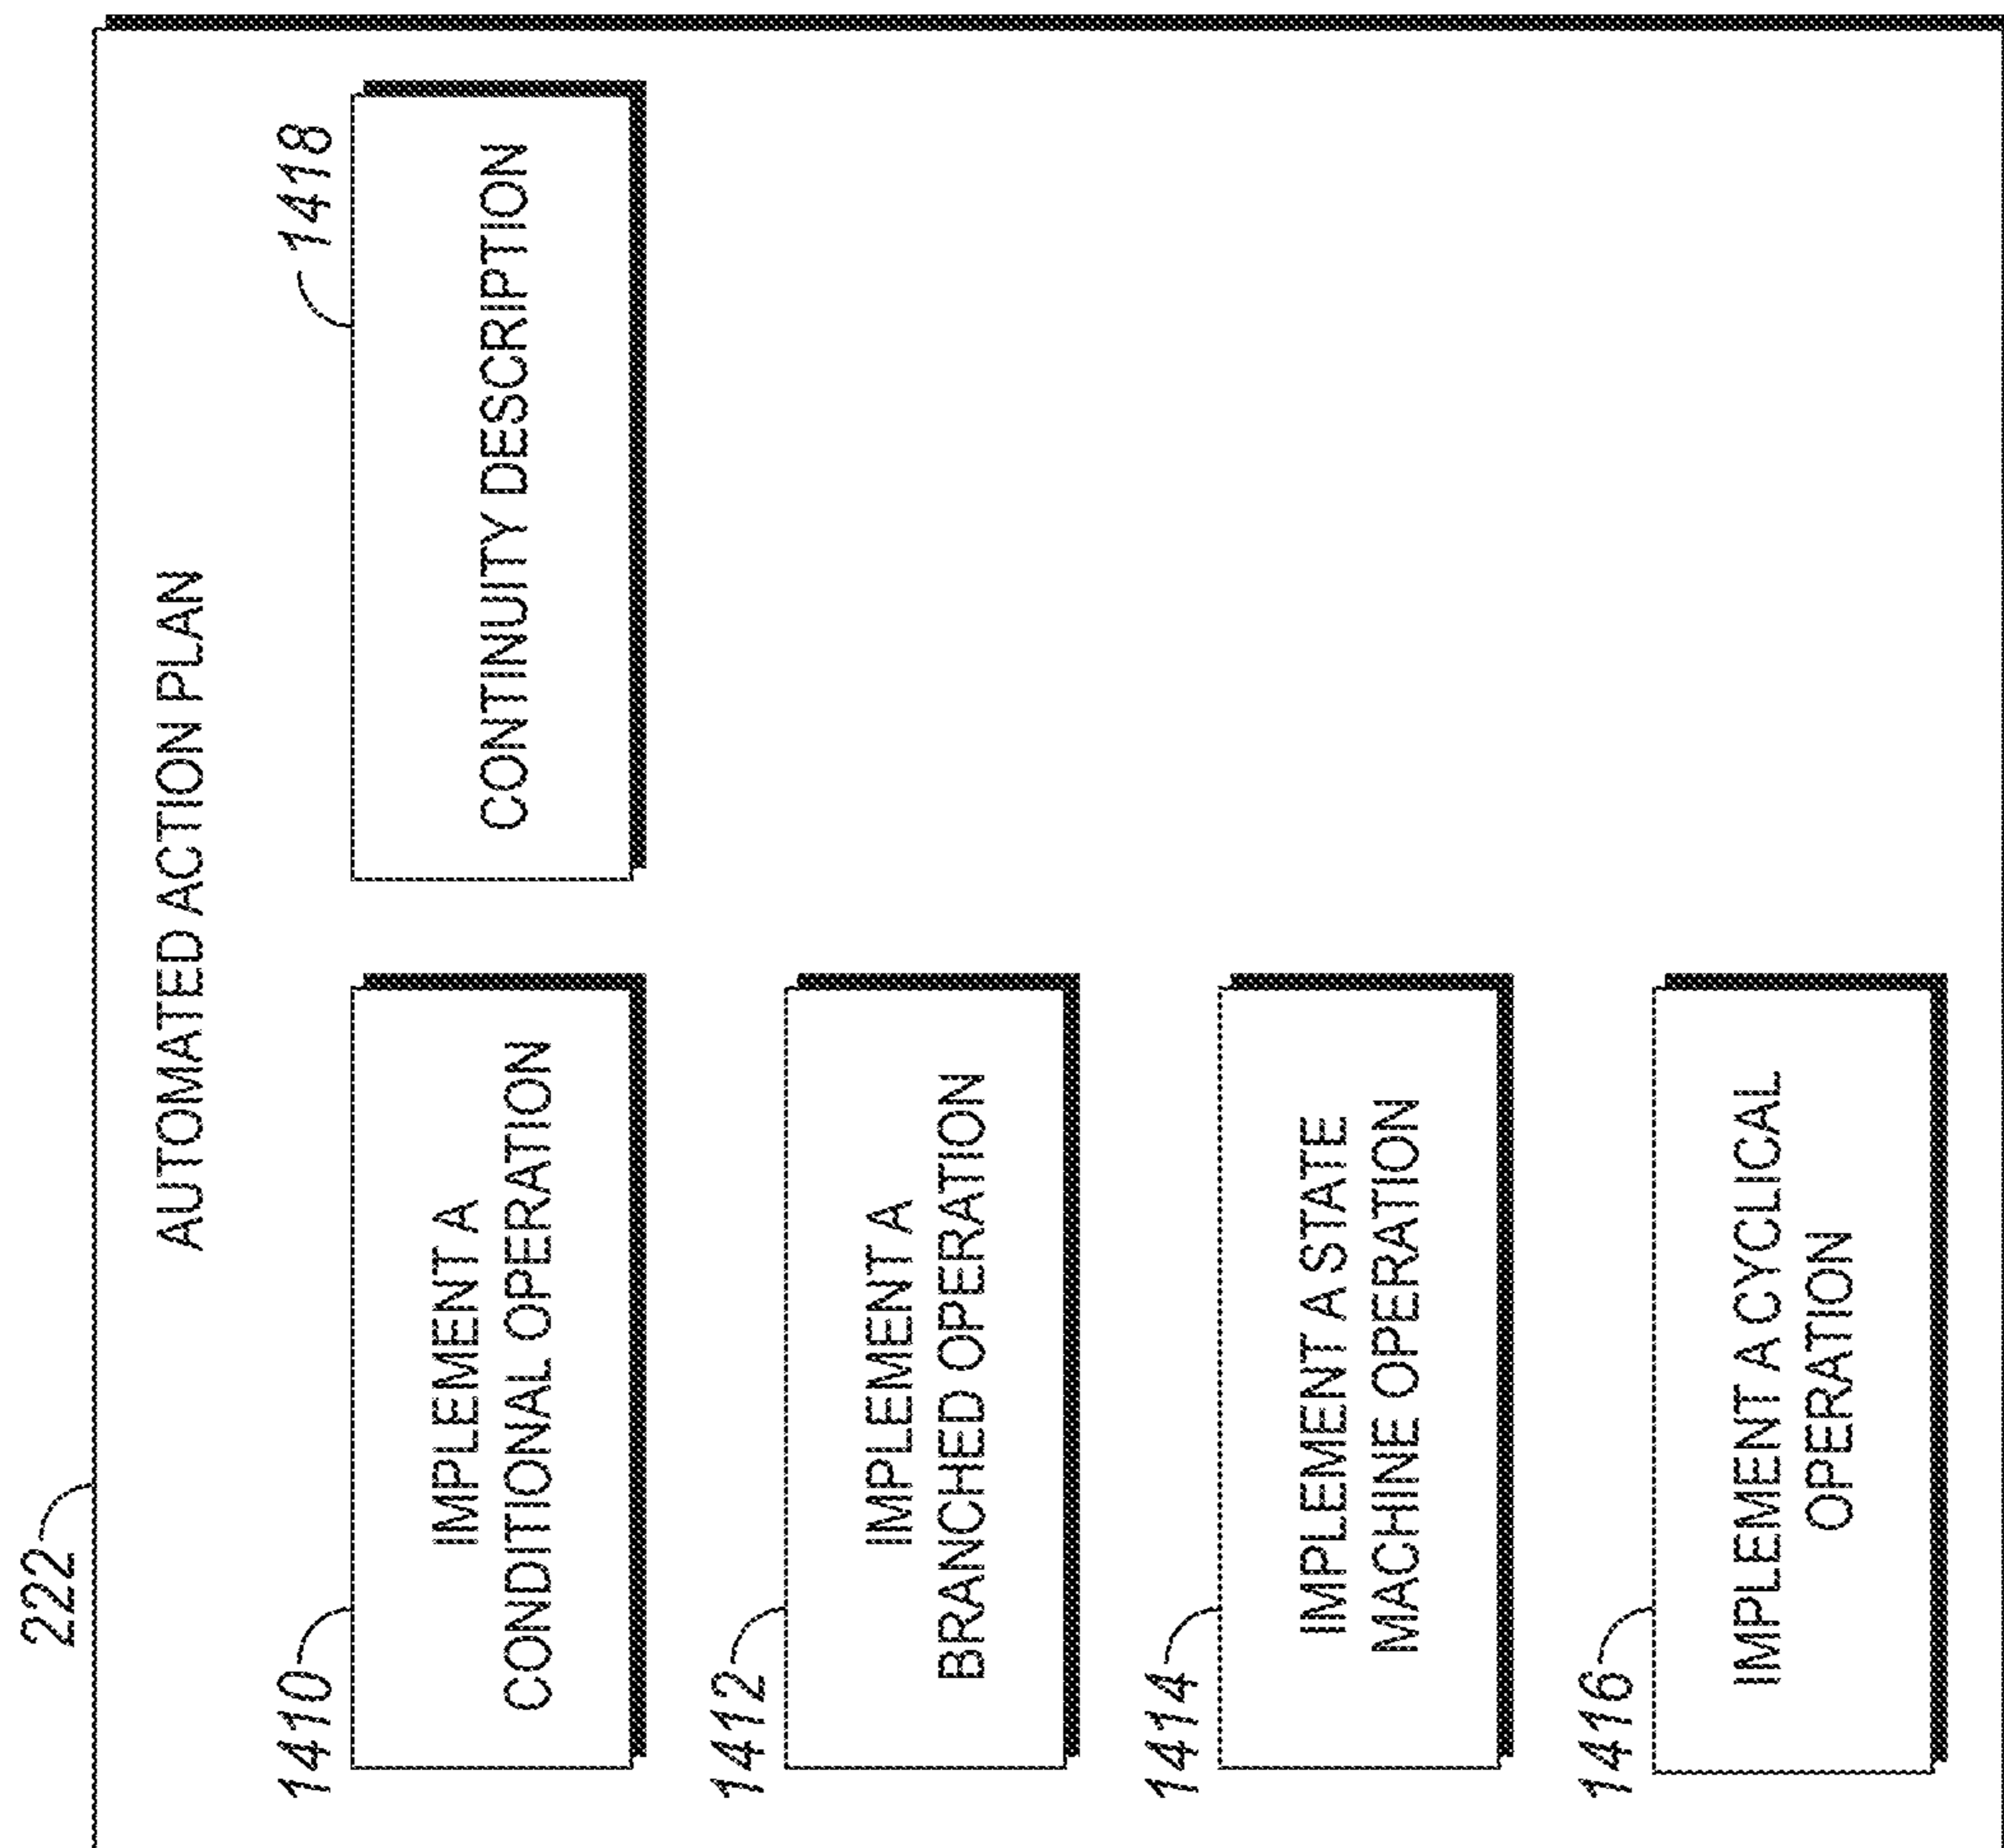 222
AUTOMATED ACTION PLAN
1410
IMPLEMENT A
CONDITIONAL OPERATION
1418
CONTINUITY DESCRIPTION
1412
IMPLEMENT A
BRANCHED OPERATION
1414
IMPLEMENT A STATE
MACHINE OPERATION
1416
IMPLEMENT A CYCLICAL
OPERATION